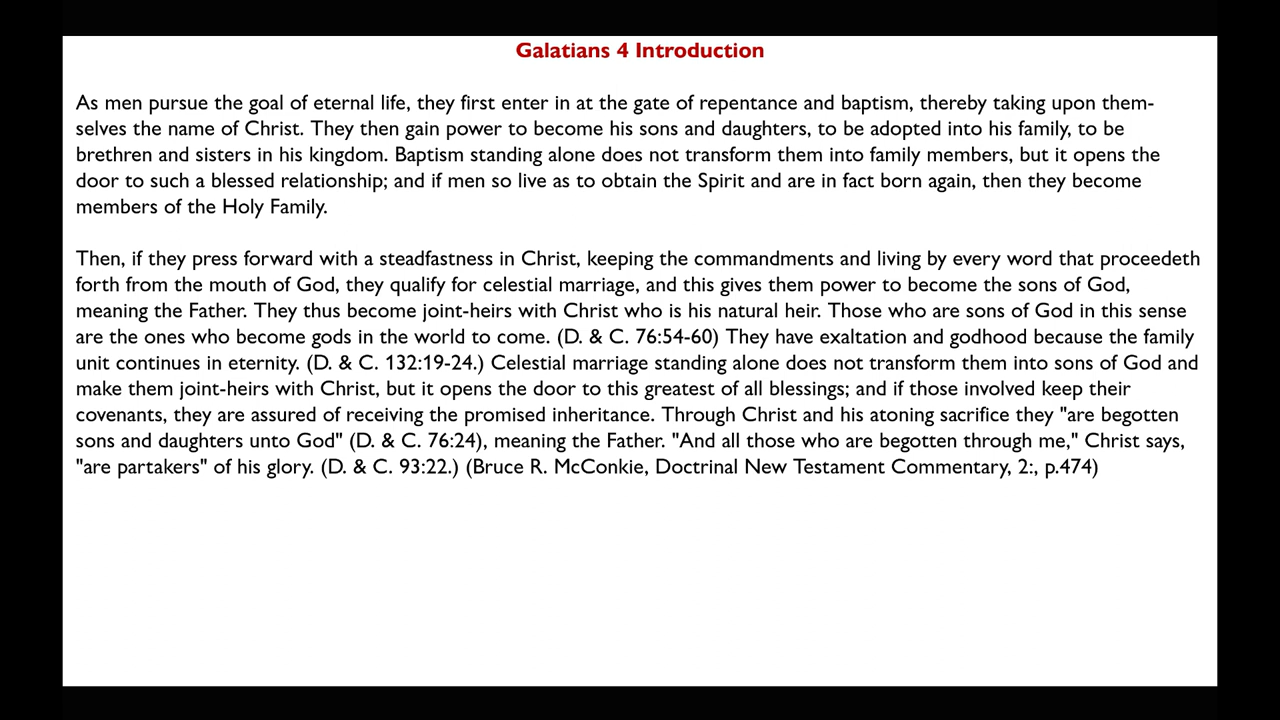 Galatians 4 Introduction
As men pursue the goal of eternal life, they first enter in at the gate of repentance and baptism, thereby taking upon them-
selves the name of Christ. They then gain power to become his sons and daughters, to be adopted into his family, to be
brethren and sisters in his kingdom. Baptism standing alone does not transform them into family members, but it opens the
door to such a blessed relationship; and if men so live as to obtain the Spirit and are in fact born again, then they become
members of the Holy Family.
Then, if they press forward with a steadfastness in Christ, keeping the commandments and living by every word that proceedeth
forth from the mouth of God, they qualify for celestial marriage, and this gives them power to become the sons of God,
meaning the Father. They thus become joint-heirs with Christ who is his natural heir. Those who are sons of God in this sense
are the ones who become gods in the world to come. (D. & C. 76:54-60) They have exaltation and godhood because the family
unit continues in eternity. (D. & C. 132:19-24.) Celestial marriage standing alone does not transform them into sons of God and
make them joint-heirs with Christ, but it opens the door to this greatest of all blessings; and if those involved keep their
covenants, they are assured of receiving the promised inheritance. Through Christ and his atoning sacrifice they "are begotten
sons and daughters unto God" (D. & C. 76:24), meaning the Father. "And all those who are begotten through me," Christ says,
"are partakers" of his glory. (D. & C. 93:22.) (Bruce R. McConkie, Doctrinal New Testament Commentary, 2:, p.474)